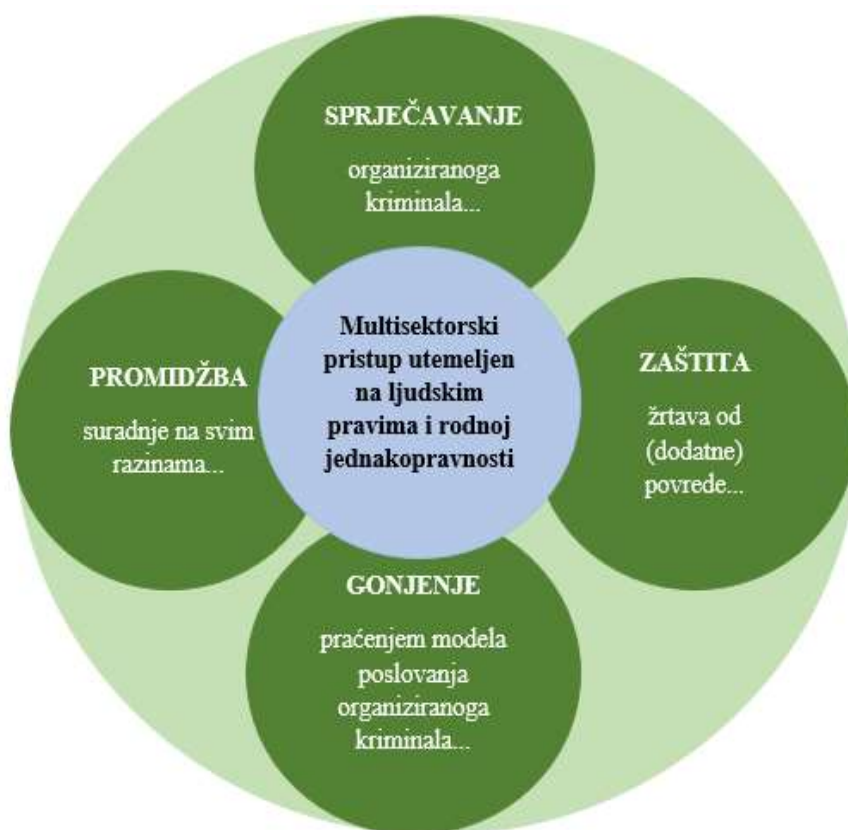 SPRJEČAVANJE
organiziranoga
kriminala...
PROMIDŽBA
suradnje na svim
razinama...
Multisektorski
pristup utemeljen
na ljudskim
pravima i rodnoj
jednakopravnosti
ZAŠTITA
žrtava od
(dodatne)
povrede...
GONJENJE
praćenjem modela
poslovanja
organiziranoga
kriminala...